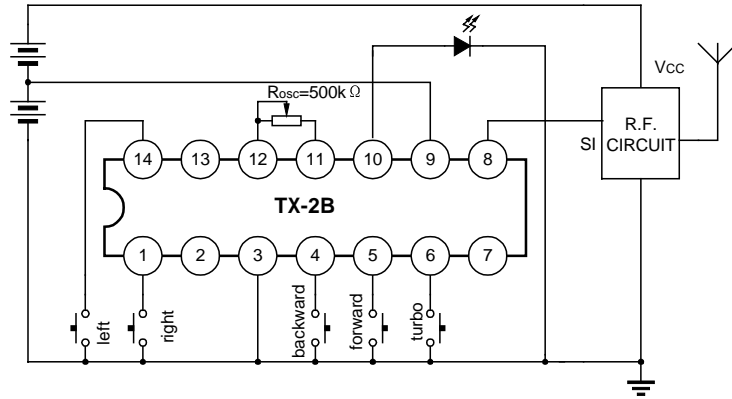 Vcc
Rosc=500k Ω
R.F.
SI
CIRCUIT
14 13 12 11 10 9 8
TX-2B
1 2 3 4 5 6 7
left
right
backward
forward
turbo